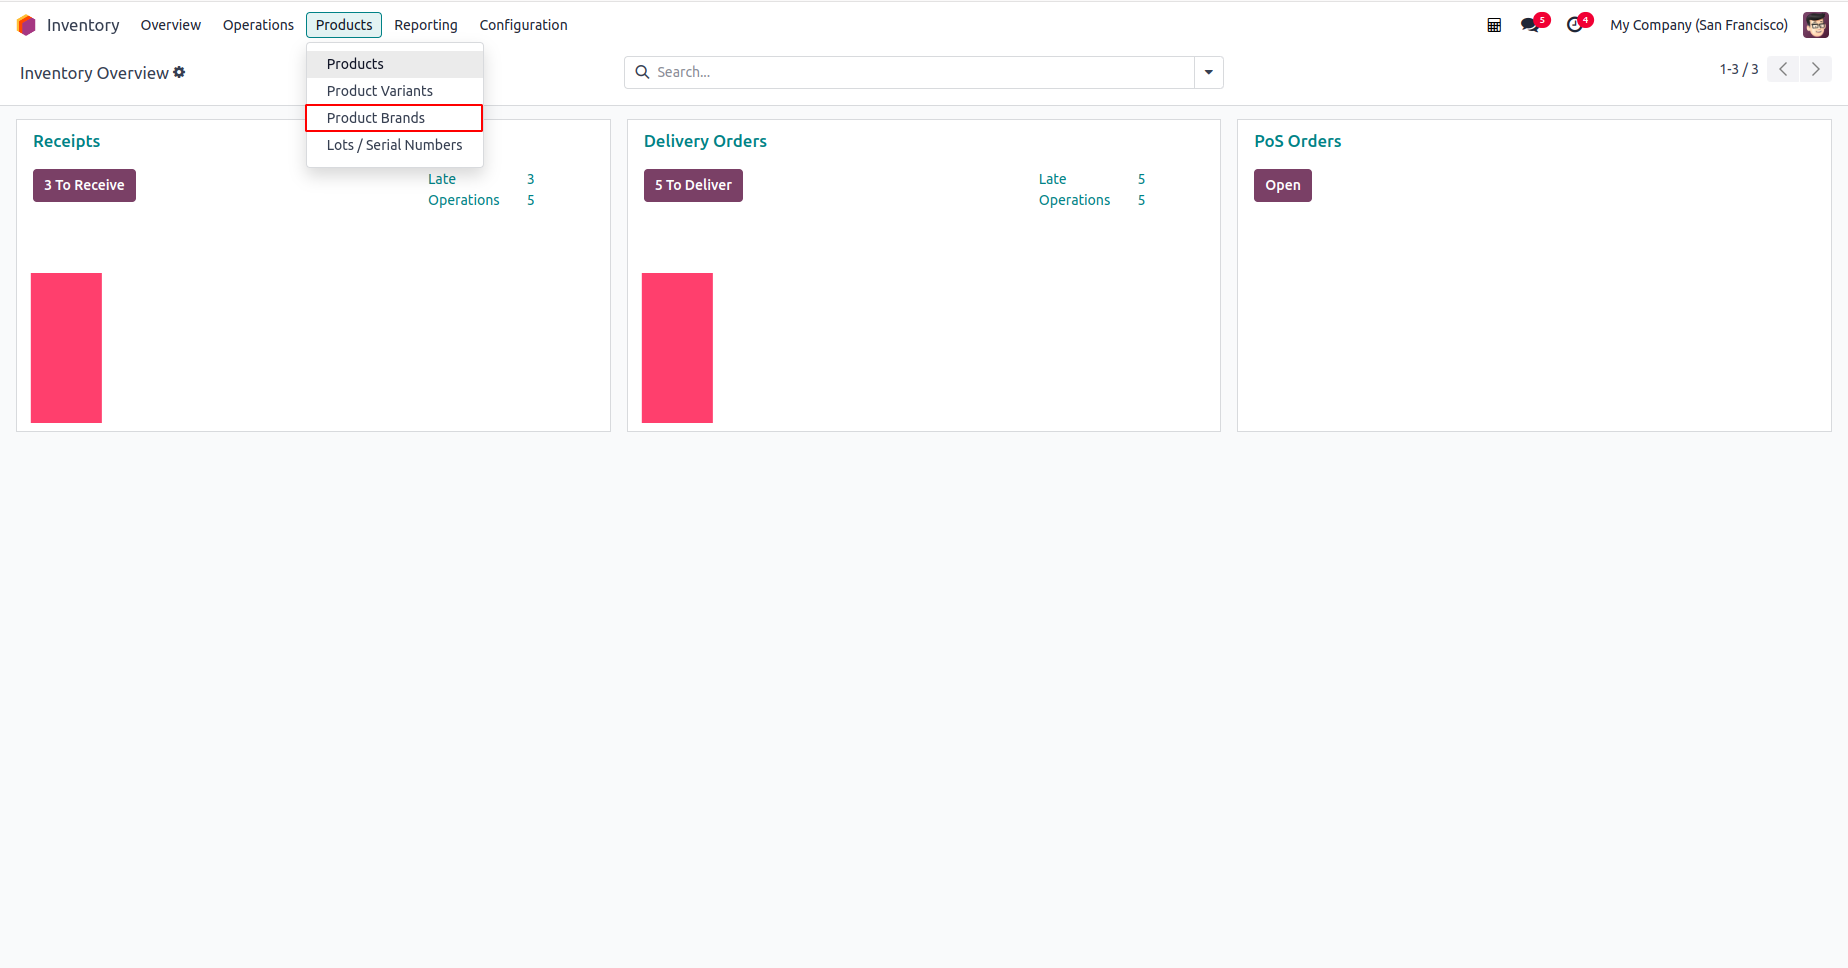 Inventory Overview Operations Products Reporting Configuration 5 4 My Company (San Francisco)
Inventory Overview Search... 1-3 / 3
Products
Product Variants
Product Brands
Lots / Serial Numbers
Receipts
3 To Receive
Late 3
Operations 5
Delivery Orders
5 To Deliver
Late 5
Operations 5
PoS Orders
Open